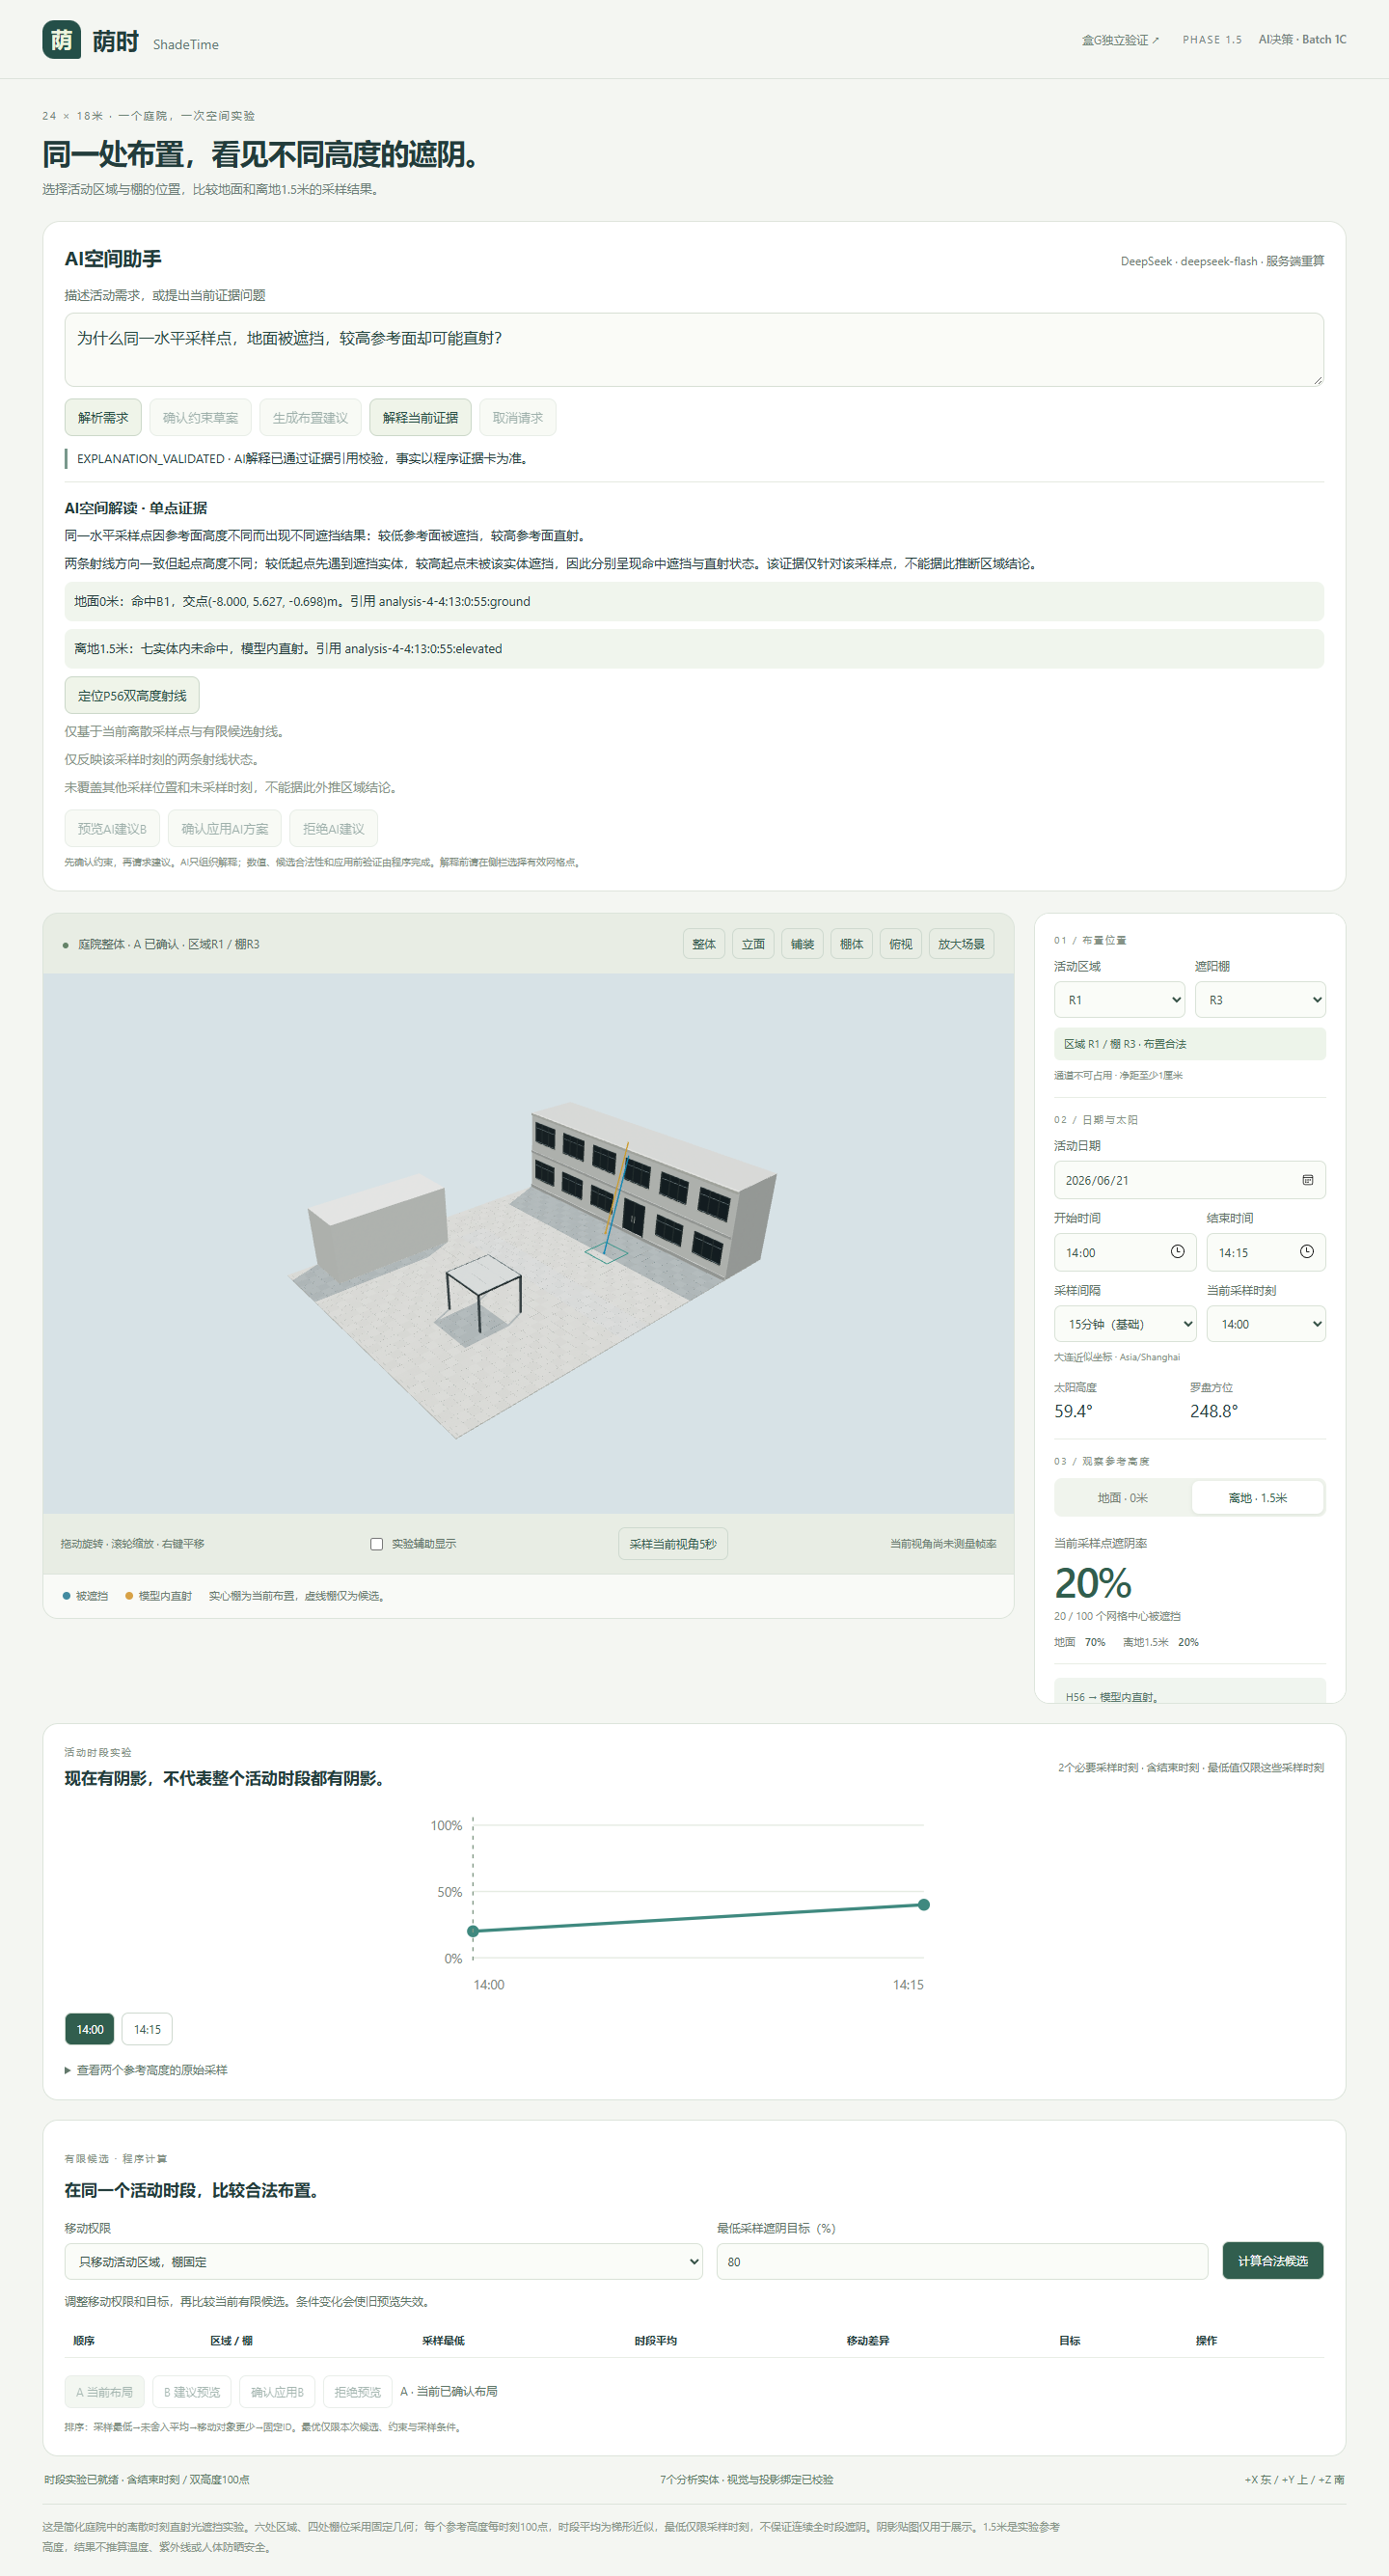 荫 荫时 ShadeTime
盒G独立验证 ↗ PHASE 1.5 AI决策 · Batch 1C
24 × 18米 · 一个庭院，一次空间实验
同一处布置，看见不同高度的遮阴。
选择活动区域与棚的位置，比较地面和离地1.5米的采样结果。
AI空间助手
DeepSeek · deepseek-flash · 服务端重算
描述活动需求，或提出当前证据问题
为什么同一水平采样点，地面被遮挡，较高参考面却可能直射？
解析需求 确认约束草案 生成布置建议 解释当前证据 取消请求
EXPLANATION_VALIDATED · AI解释已通过证据引用校验，事实以程序证据卡为准。
AI空间解读 · 单点证据
同一水平采样点因参考面高度不同而出现不同遮挡结果：较低参考面被遮挡，较高参考面直射。
两条射线方向一致但起点高度不同；较低起点先遇到遮挡实体，较高起点未被该实体遮挡，因此分别呈现命中遮挡与直射状态。该证据仅针对该采样点，不能据此推断区域结论。
地面0米：命中B1，交点(-8.000, 5.627, -0.698)m。引用 analysis-4-4:13:0:55:ground
离地1.5米：七实体内未命中，模型内直射。引用 analysis-4-4:13:0:55:elevated
定位P56双高度射线
仅基于当前离散采样点与有限候选射线。
仅反映该采样时刻的两条射线状态。
未覆盖其他采样位置和未采样时刻，不能据此外推区域结论。
预览AI建议B 确认应用AI方案 拒绝AI建议
先确认约束，再请求建议。AI只组织解释；数值、候选合法性和应用前验证由程序完成。解释前请在侧栏选择有效网格点。
庭院整体 · A 已确认 · 区域R1 / 棚R3
整体 立面 铺装 棚体 俯视 放大场景
拖动旋转 · 滚轮缩放 · 右键平移 实验辅助显示 采样当前视角5秒 当前视角尚未测量帧率
被遮挡 模型内直射 实心棚为当前布置，虚线棚仅为候选。
01 / 布置位置
活动区域 遮阳棚
R1 R3
区域 R1 / 棚 R3 · 布置合法
通道不可占用 · 净距至少1厘米
02 / 日期与太阳
活动日期
2026/06/21
开始时间 结束时间
14:00 14:15
采样间隔 当前采样时刻
15分钟（基础） 14:00
大连近似坐标 · Asia/Shanghai
太阳高度 罗盘方位
59.4° 248.8°
03 / 观察参考高度
地面 · 0米 离地 · 1.5米
当前采样点遮阴率
20%
20 / 100 个网格中心被遮挡
地面 70% 离地1.5米 20%
H56 → 模型内直射。
活动时段实验
现在有阴影，不代表整个活动时段都有阴影。
2个必要采样时刻 · 含结束时刻 · 最低值仅限这些采样时刻
100%
50%
0%
14:00 14:15
14:00 14:15
▶ 查看两个参考高度的原始采样
有限候选 · 程序计算
在同一个活动时段，比较合法布置。
移动权限 最低采样遮阴目标（%）
只移动活动区域，棚固定 80 计算合法候选
调整移动权限和目标，再比较当前有限候选。条件变化会使旧预览失效。
顺序 区域 / 棚 采样最低 时段平均 移动差异 目标 操作
A 当前布局 B 建议预览 确认应用B 拒绝预览 A · 当前已确认布局
排序：采样最低→未舍入平均→移动对象更少→固定ID。最优仅限本次候选、约束与采样条件。
时段实验已就绪 · 含结束时刻 / 双高度100点 7个分析实体 · 视觉与投影绑定已校验 +X 东 / +Y 上 / +Z 南
这是简化庭院中的离散时刻直射光遮挡实验。六处区域、四处棚位采用固定几何；每个参考高度每时刻100点，时段平均为梯形近似，最低仅限采样时刻，不保证连续全时段遮阴。阴影贴图仅用于展示。1.5米是实验参考
高度，结果不推算温度、紫外线或人体防晒安全。